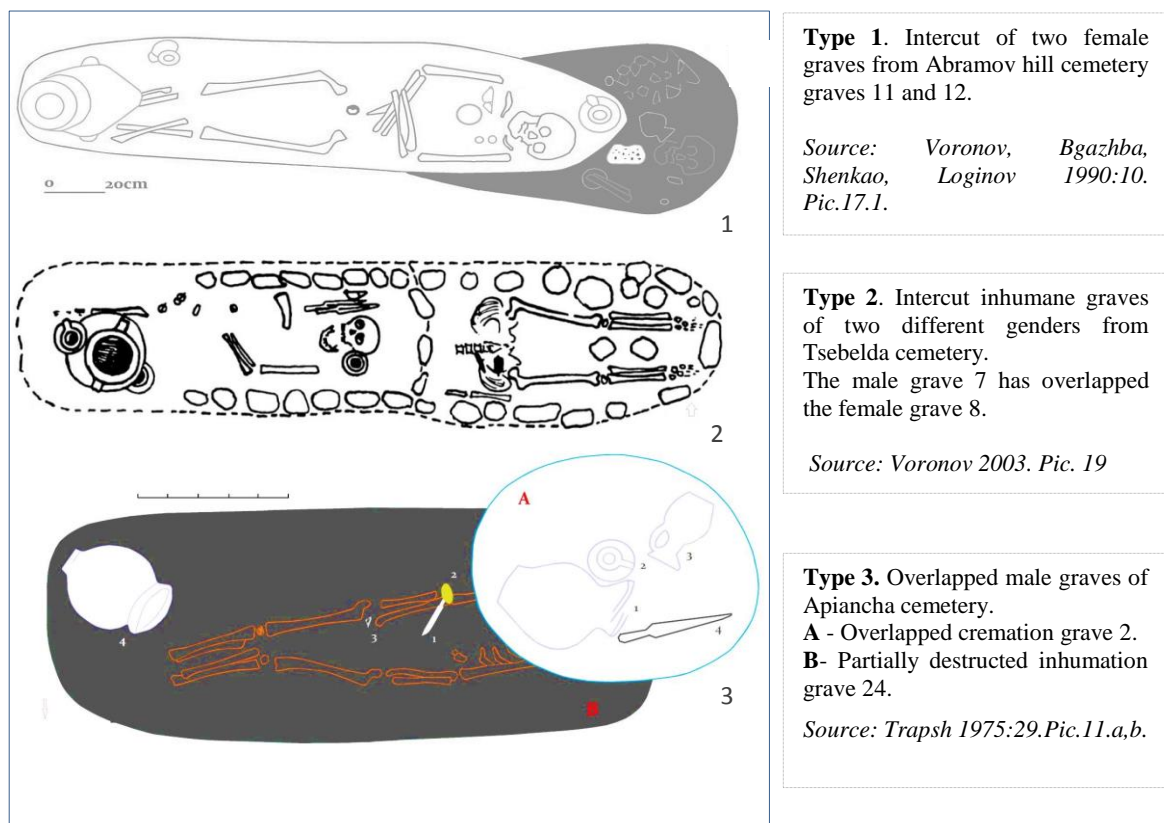 0 20cm
1
2
A
2
3
1
4
2
3
1
4
B
3
Type 1. Intercut of two female
graves from Abramov hill cemetery
graves 11 and 12.
Source: Voronov, Bgazhba,
Shenkao, Loginov 1990:10.
Pic.17.1.
Type 2. Intercut inhumane graves
of two different genders from
Tsebelda cemetery.
The male grave 7 has overlapped
the female grave 8.
Source: Voronov 2003. Pic. 19
Type 3. Overlapped male graves of
Apiancha cemetery.
A - Overlapped cremation grave 2.
B- Partially destructed inhumation
grave 24.
Source: Trapsh 1975:29.Pic.11.a,b.